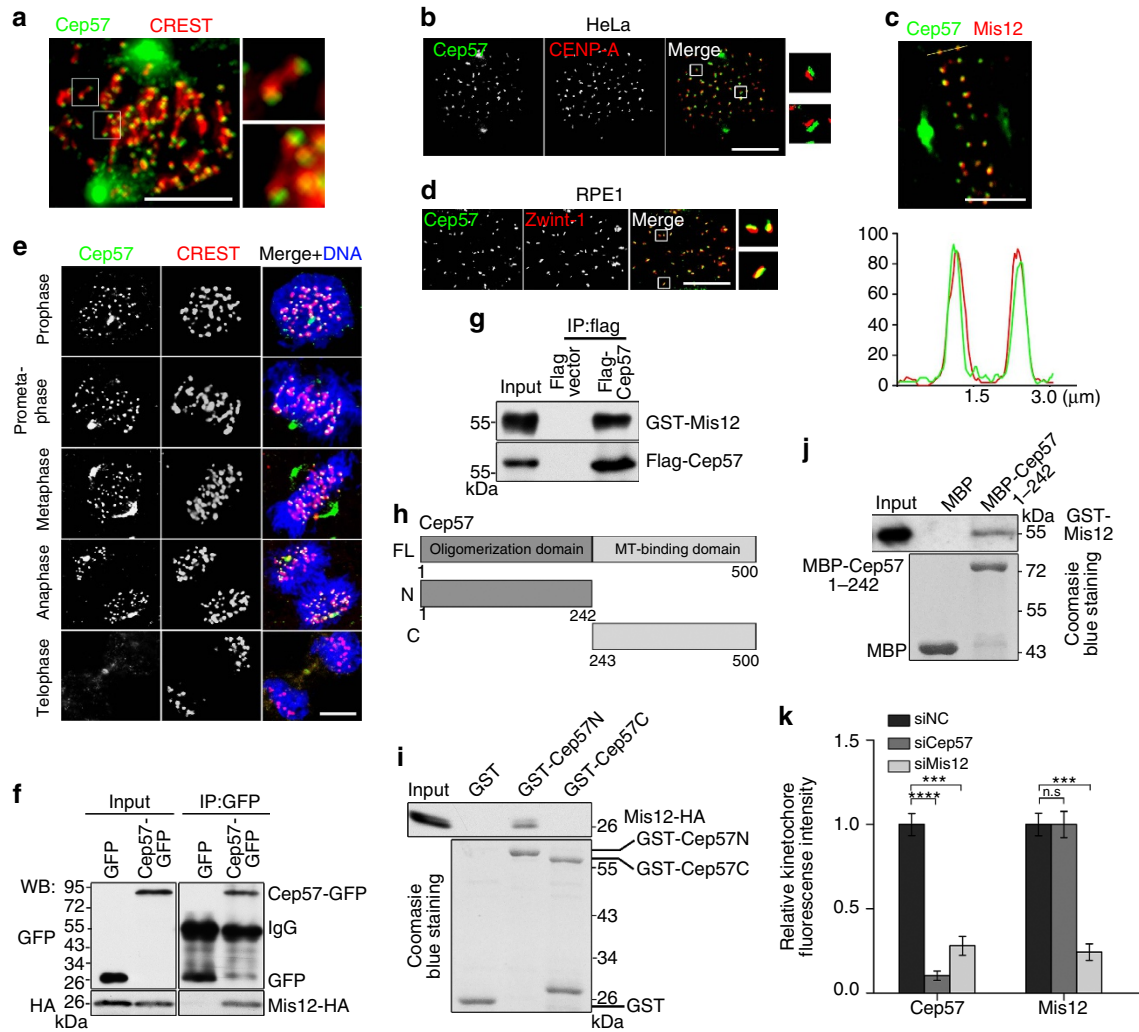 a
Cep57 CREST
b
HeLa
Cep57
CENP-A
Merge
c
Cep57 Mis12
100
80
60
40
20
0
1.5
3.0 (μm)
d
RPE1
Cep57
Zwint-1
Merge
e
Cep57
CREST
Merge+DNA
Prophase
Prometa-
phase
Metaphase
Anaphase
Telophase
f
Input
IP:GFP
GFP
Cep57-
GFP
GFP
Cep57-
GFP
WB:
95
72
55
43
34
26
GFP
Cep57-GFP
IgG
GFP
HA
26
Mis12-HA
kDa
g
IP:flag
Input
Flag
vector
Flag-
Cep57
55
GST-Mis12
55
Flag-Cep57
kDa
h
Cep57
FL
Oligomerization domain
MT-binding domain
1
500
N
1
242
C
243
500
i
Input
GST
GST-Cep57N
GST-Cep57C
Mis12-HA
26
GST-Cep57N
GST-Cep57C
55
43
34
26
GST
kDa
Coomasie
blue staining
j
Input
MBP
MBP-Cep57
1–242
kDa
55
GST-
Mis12
MBP-Cep57
1–242
72
55
43
MBP
Coomasie
blue staining
k
siNC
siCep57
siMis12
1.5
1.0
0.5
0.0
Relative kinetochore
fluorescense intensity
***
****
***
n.s
Cep57
Mis12